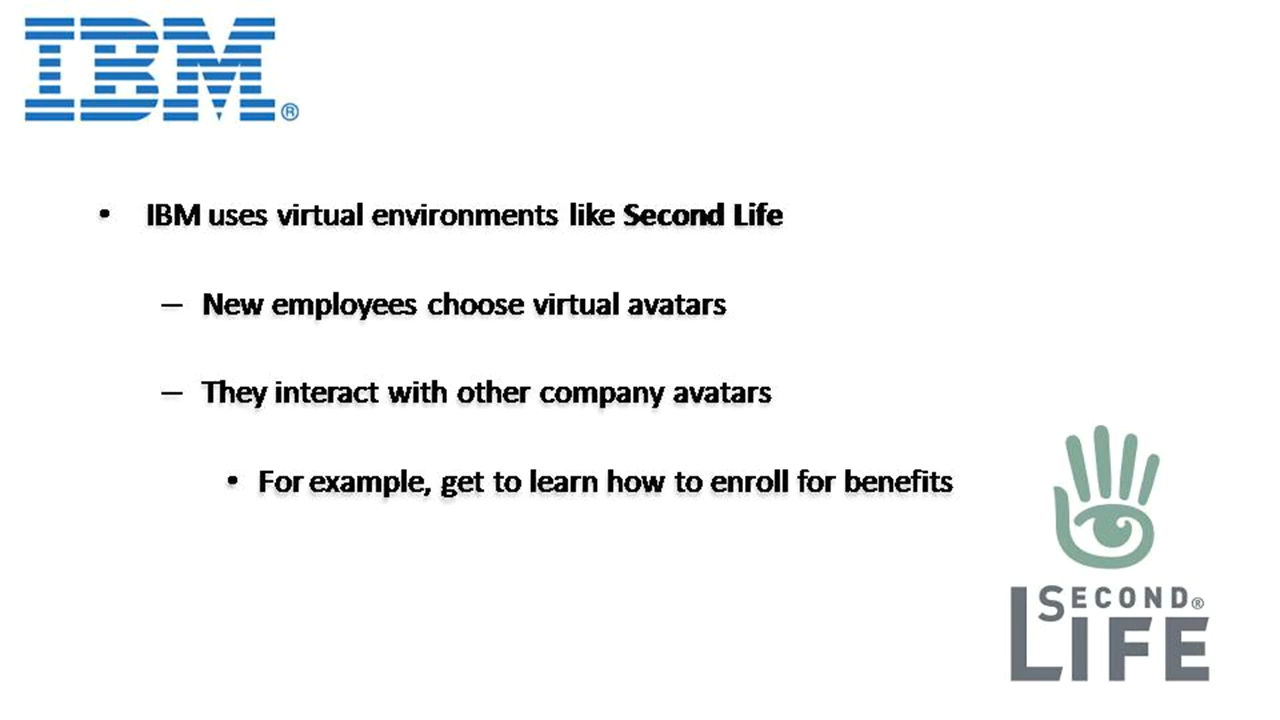 IBM®
• IBM uses virtual environments like Second Life
– New employees choose virtual avatars
– They interact with other company avatars
• For example, get to learn how to enroll for benefits
SECOND®
LIFE